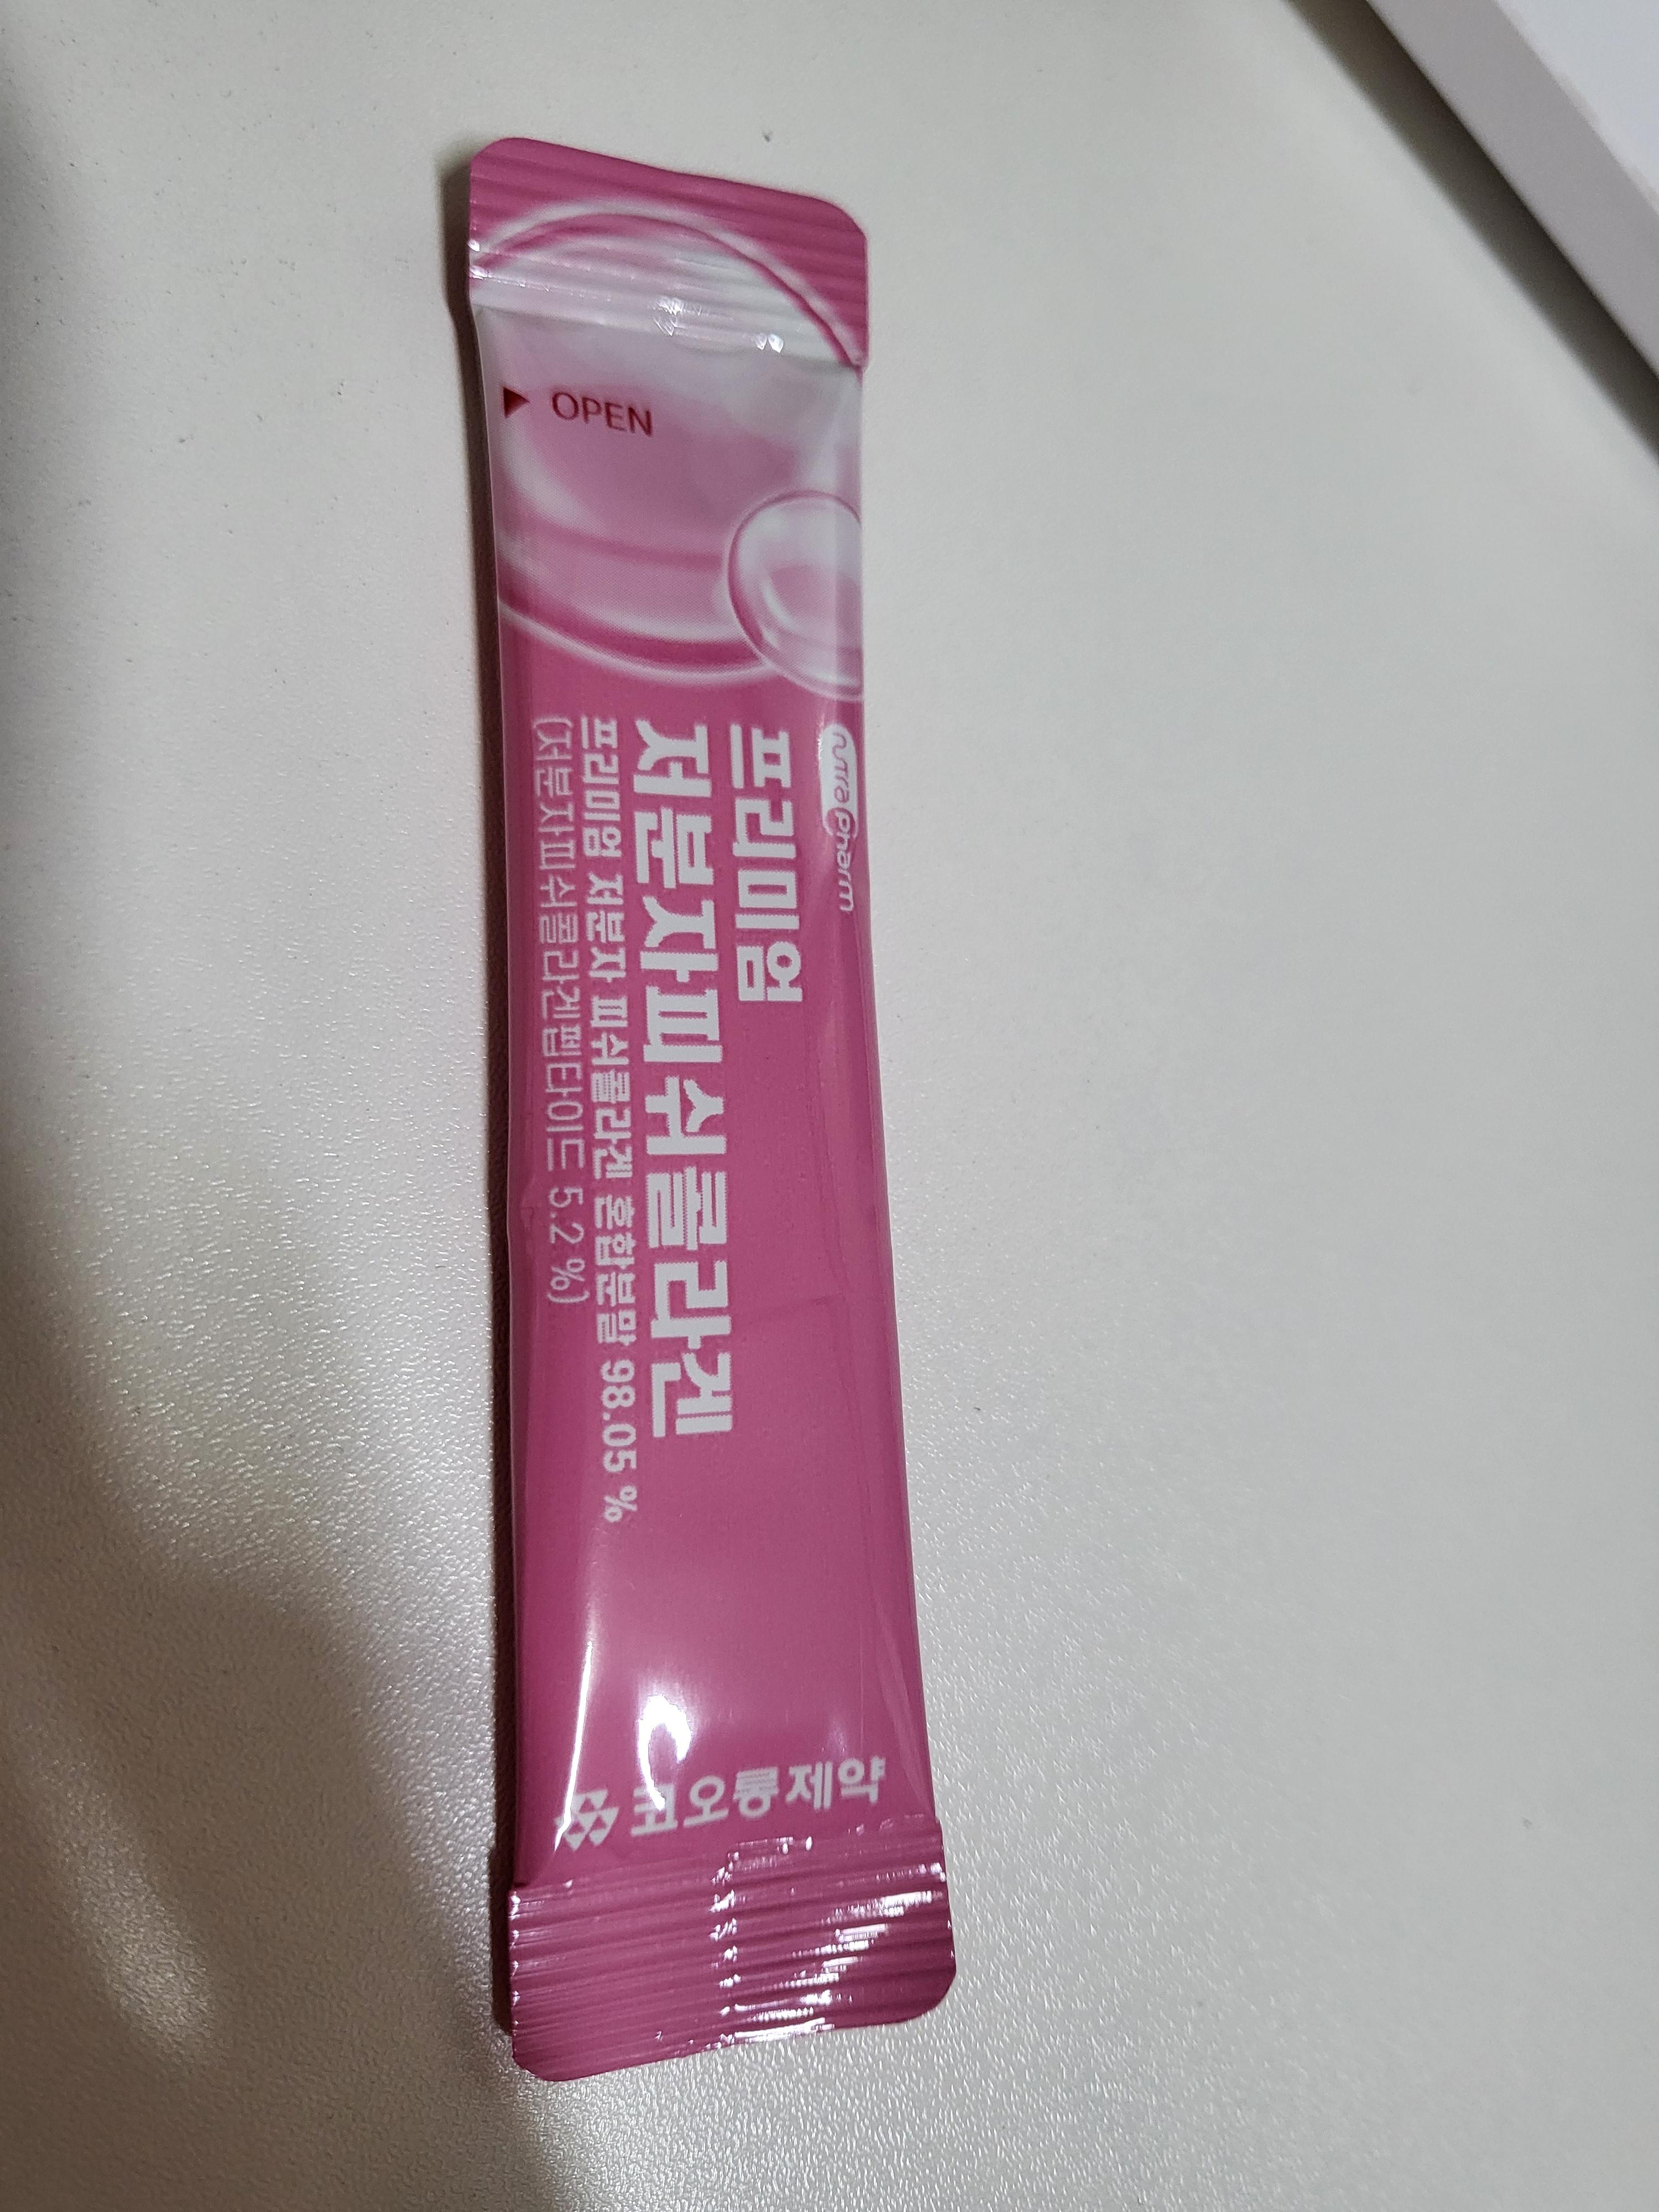 ▶ OPEN
nutra Pharm
프리미엄
저분자피쉬콜라겐
프리미엄 저분자 피쉬콜라겐 혼합분말 98.05 %
(저분자피쉬콜라겐펩타이드 5.2 %)
코오롱제약